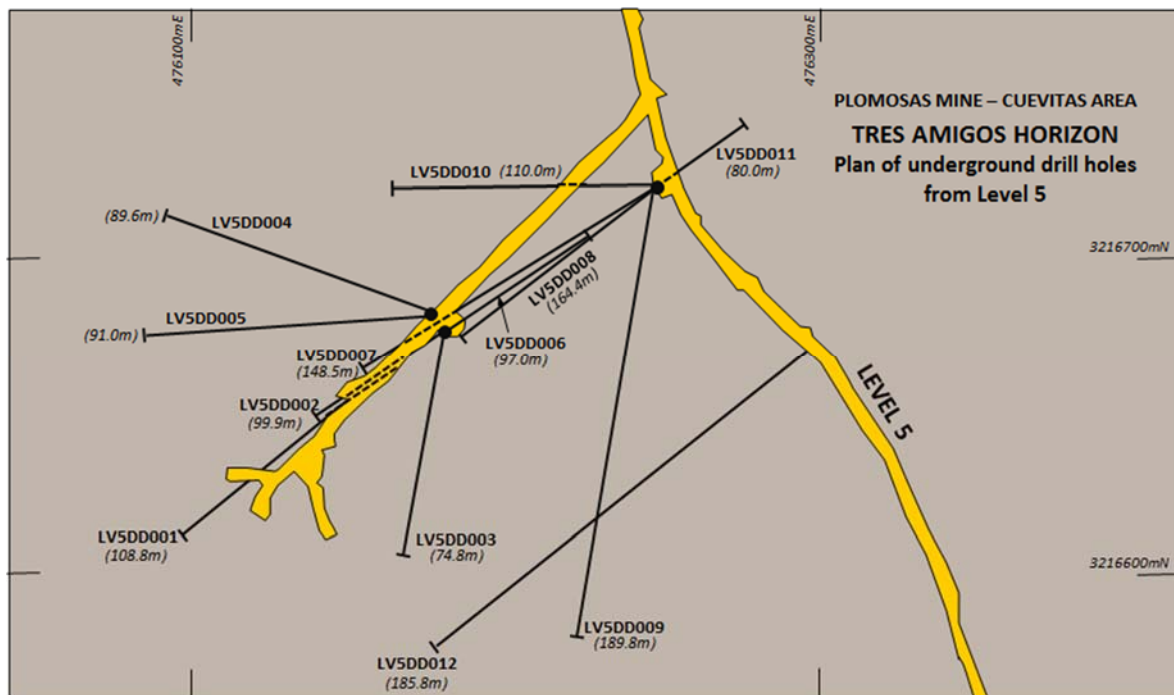 476100mE
476300mE
PLOMOSAS MINE – CUEVITAS AREA
TRES AMIGOS HORIZON
Plan of underground drill holes
from Level 5
LV5DD011
(80.0m)
LV5DD010 (110.0m)
(89.6m)
LV5DD004
3216700mN
LV5DD008
(164.4m)
LV5DD005
(91.0m)
LV5DD006
(97.0m)
LV5DD007
(148.5m)
LV5DD002
(99.9m)
LEVEL 5
LV5DD001
(108.8m)
LV5DD003
(74.8m)
3216600mN
LV5DD009
(189.8m)
LV5DD012
(185.8m)